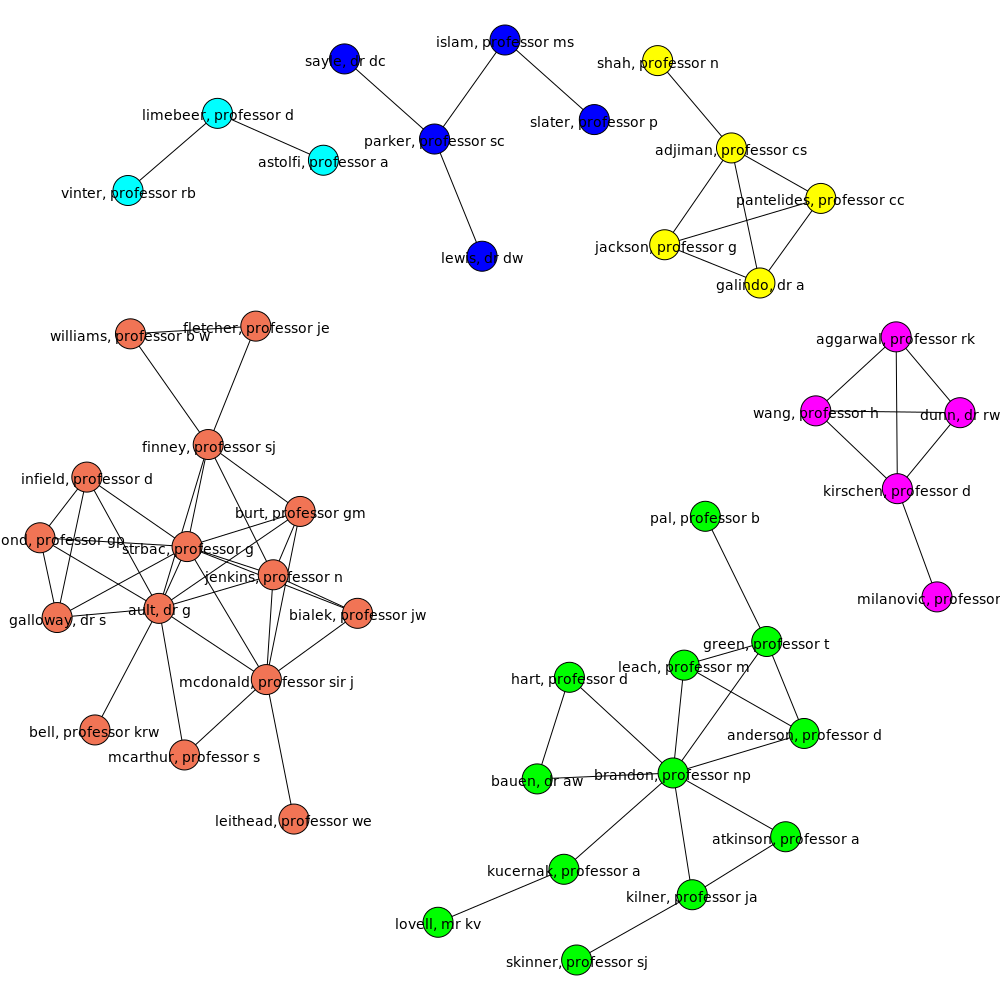 islam, professor ms
sayle, dr dc
shah, professor n
limebeer, professor d
slater, professor p
parker, professor sc
adjiman, professor cs
astolfi, professor a
vinter, professor rb
pantelides, professor cc
jackson, professor g
lewis, dr dw
galindo, dr a
fletcher, professor je
williams, professor b w
aggarwal, professor rk
wang, professor h
dunn, dr rw
finney, professor sj
infield, professor d
kirschen, professor d
burt, professor gm
pal, professor b
ond, professor gp
strbac, professor g
jenkins, professor n
milanovic, professor
ault, dr g
bialek, professor jw
galloway, dr s
green, professor t
leach, professor m
hart, professor d
mcdonald, professor sir j
bell, professor krw
anderson, professor d
mcarthur, professor s
brandon, professor np
bauen, dr aw
leithead, professor we
atkinson, professor a
kucernak, professor a
kilner, professor ja
lovell, mr kv
skinner, professor sj